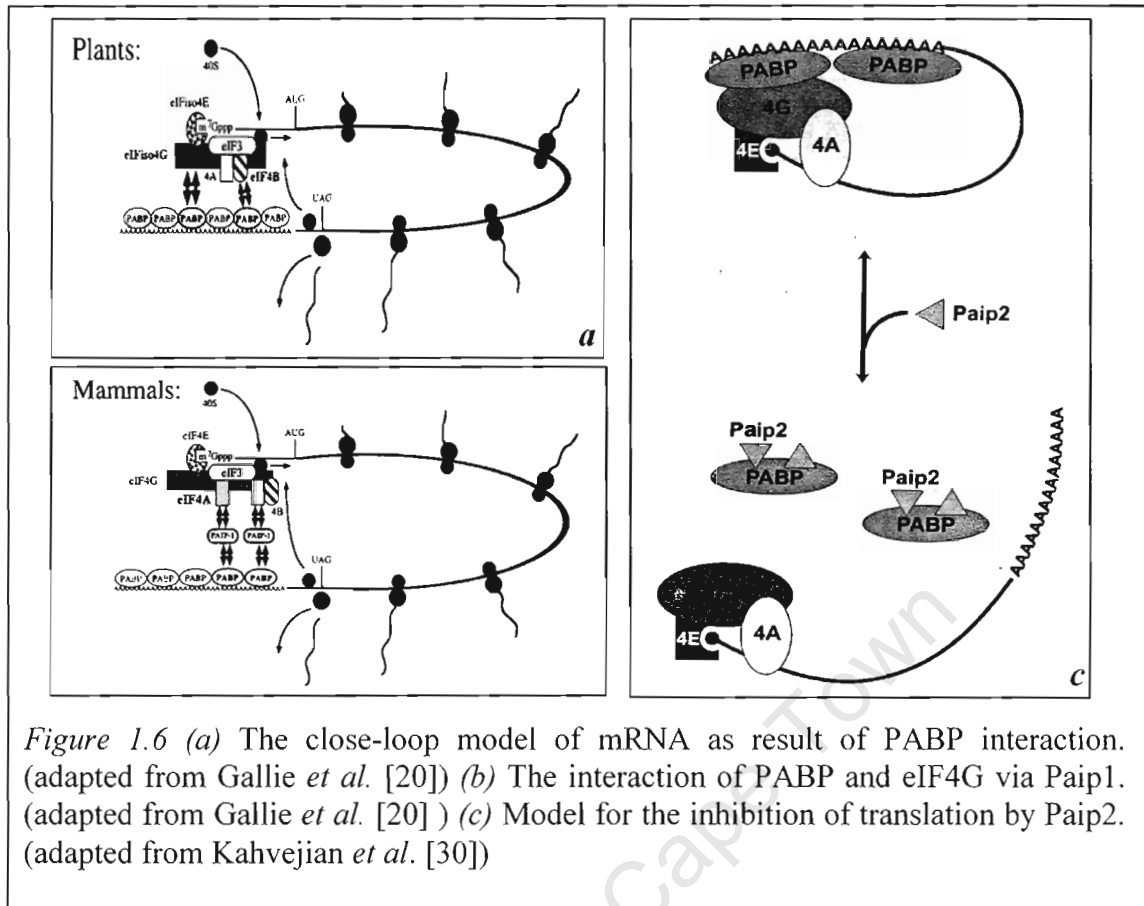 Plants:
40S
eIFiso4E
m7Gppp
AUG
eIF3
eIFiso4G
4A
eIF4B
UAG
PABP PABP PABP PABP PABP PABP
a
Mammals:
40S
eIF4E
m7Gppp
AUG
eIF3
eIF4G
eIF4A
4B
PAIP-1 PAIP-1
UAG
PABP PABP PABP PABP PABP
AAAAAAAAAAAAAAAA
PABP PABP
4G
4E 4A
Paip2
Paip2
PABP
Paip2
PABP
AAAAAAAAAAAAAA
4E 4A
c
Figure 1.6 (a) The close-loop model of mRNA as result of PABP interaction.
(adapted from Gallie et al. [20]) (b) The interaction of PABP and eIF4G via Paip1.
(adapted from Gallie et al. [20] ) (c) Model for the inhibition of translation by Paip2.
(adapted from Kahvejian et al. [30])
Cape Town